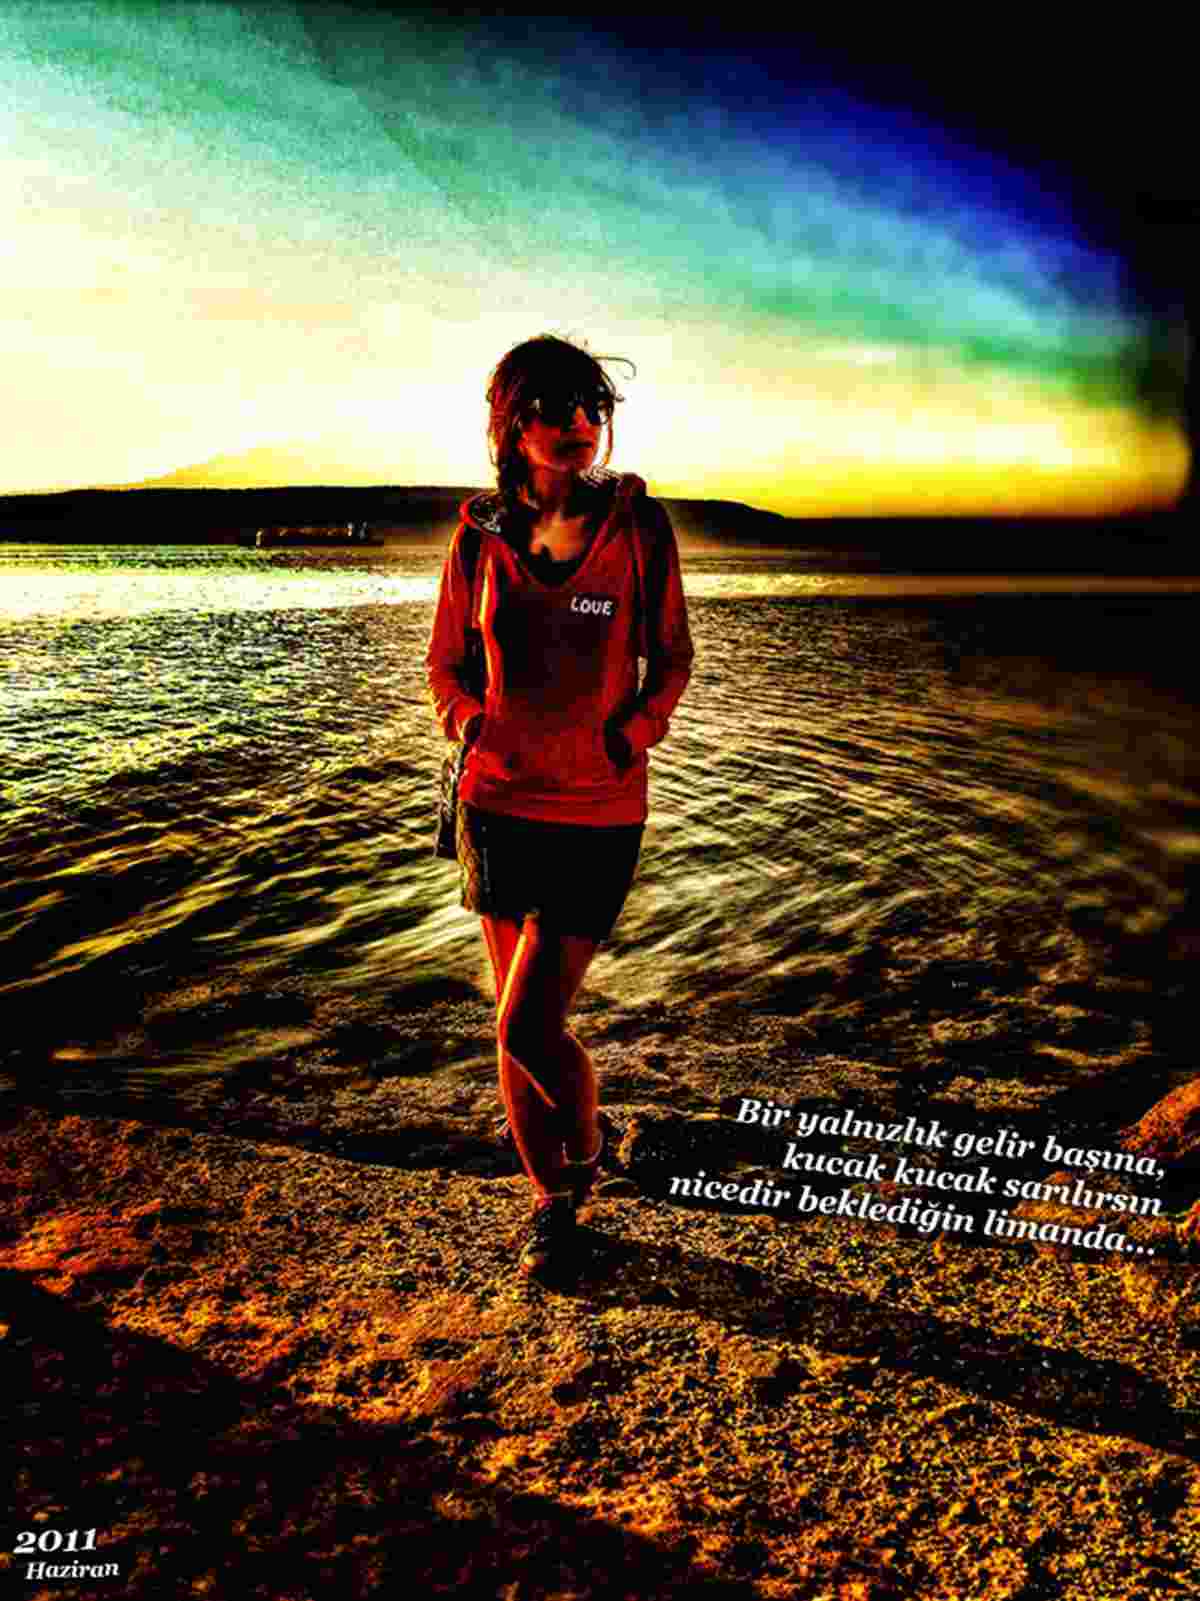 LOVE
Bir yalnızlık gelir başına,
kucak kucak sarılırsın
nicedir beklediğin limanda...
2011
Haziran